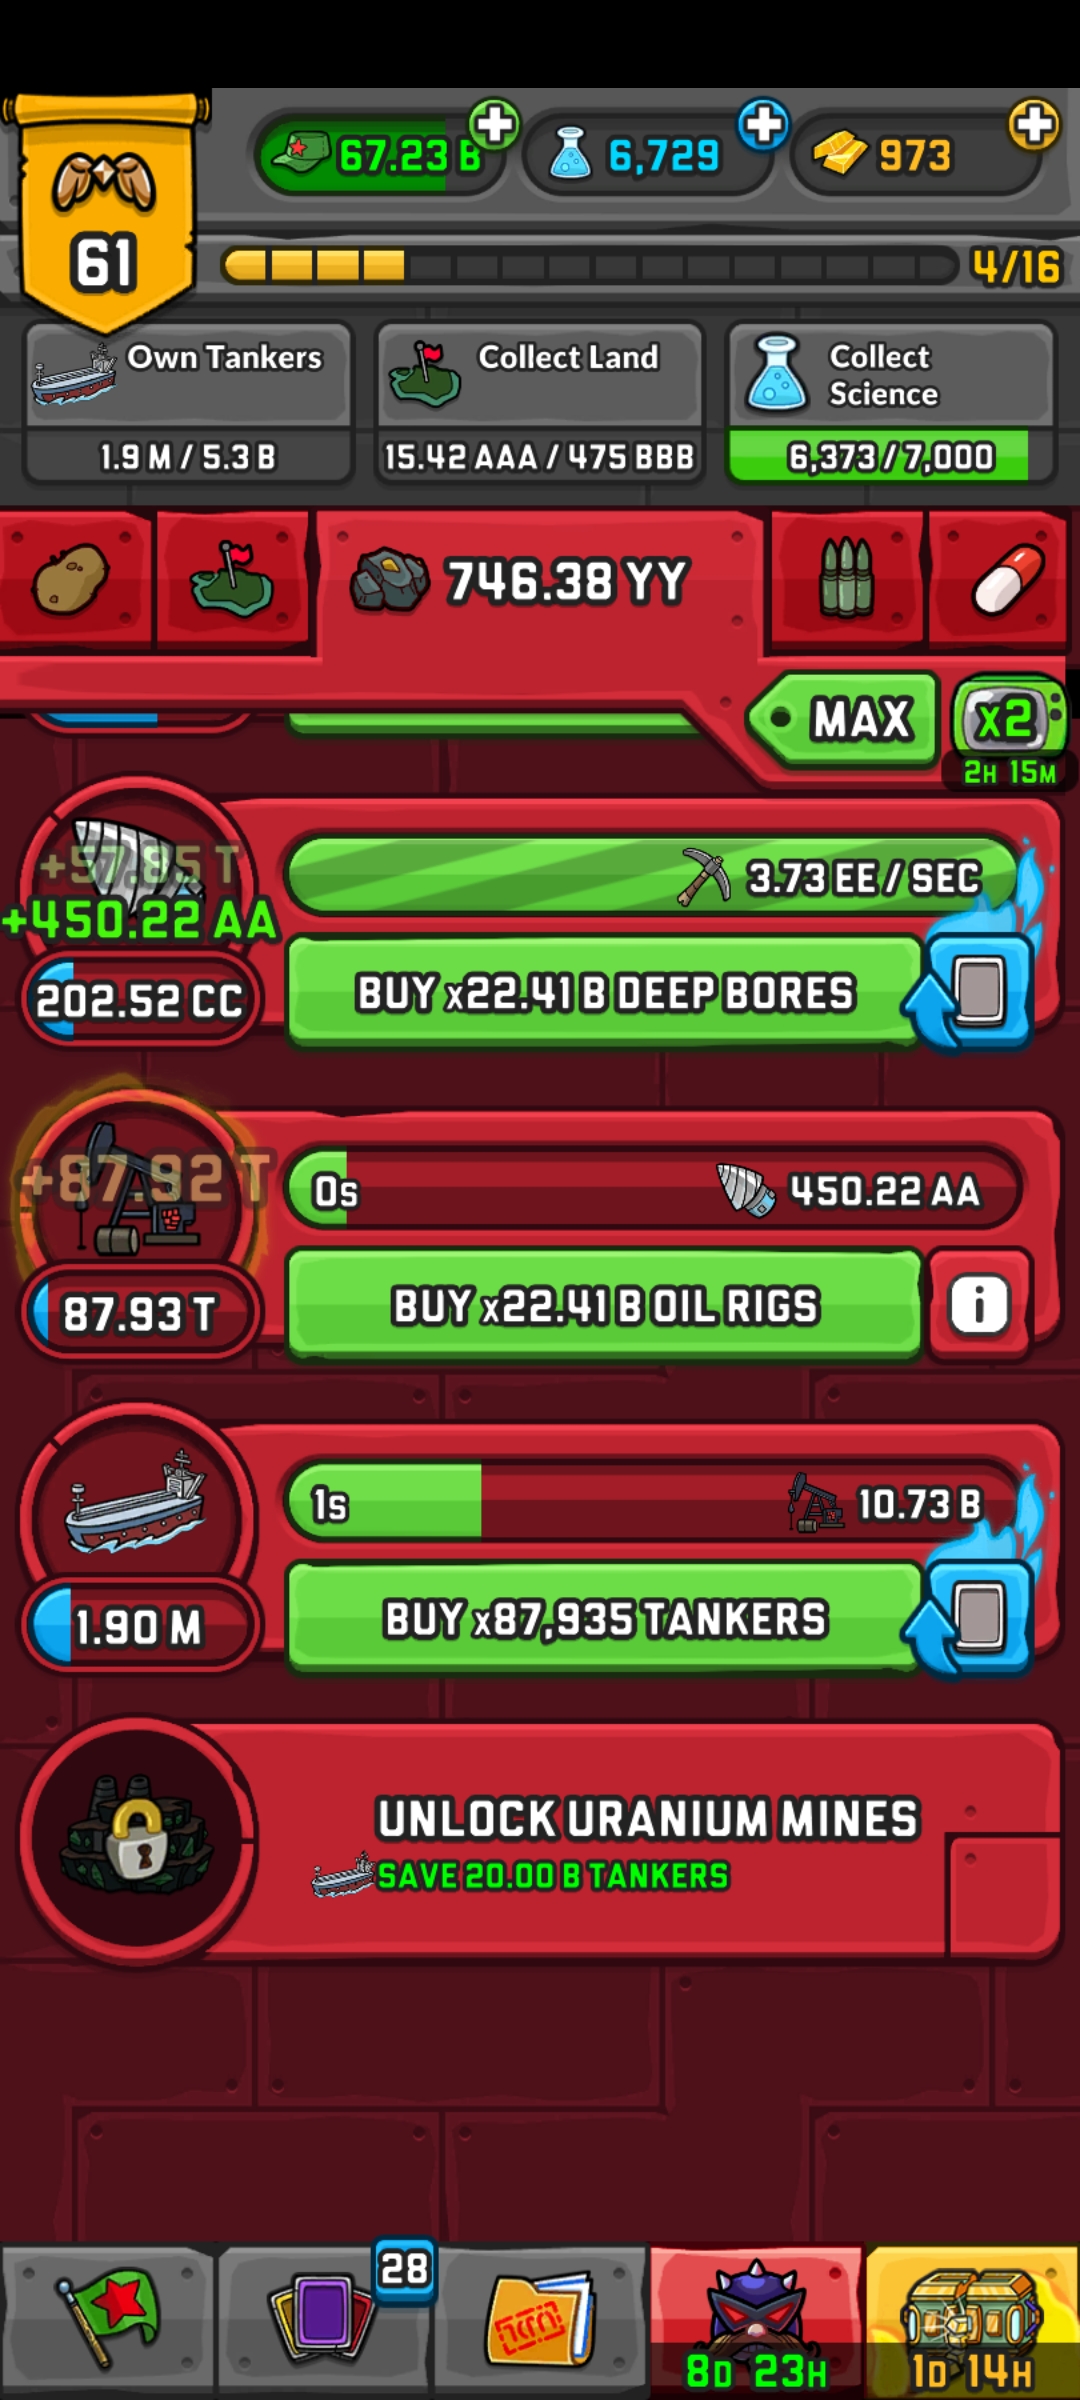 61
67.23 B
6,729
973
4/16
Own Tankers
1.9 M / 5.3 B
Collect Land
15.42 AAA / 475 BBB
Collect
Science
6,373 / 7,000
746.38 YY
MAX
x2
2H 15M
+57.85 T
+450.22 AA
202.52 CC
3.73 EE / SEC
BUY x22.41 B DEEP BORES
+87.92 T
87.93 T
0s
450.22 AA
BUY x22.41 B OIL RIGS
i
1.90 M
1s
10.73 B
BUY x87,935 TANKERS
UNLOCK URANIUM MINES
SAVE 20.00 B TANKERS
28
8D 23H
1D 14H